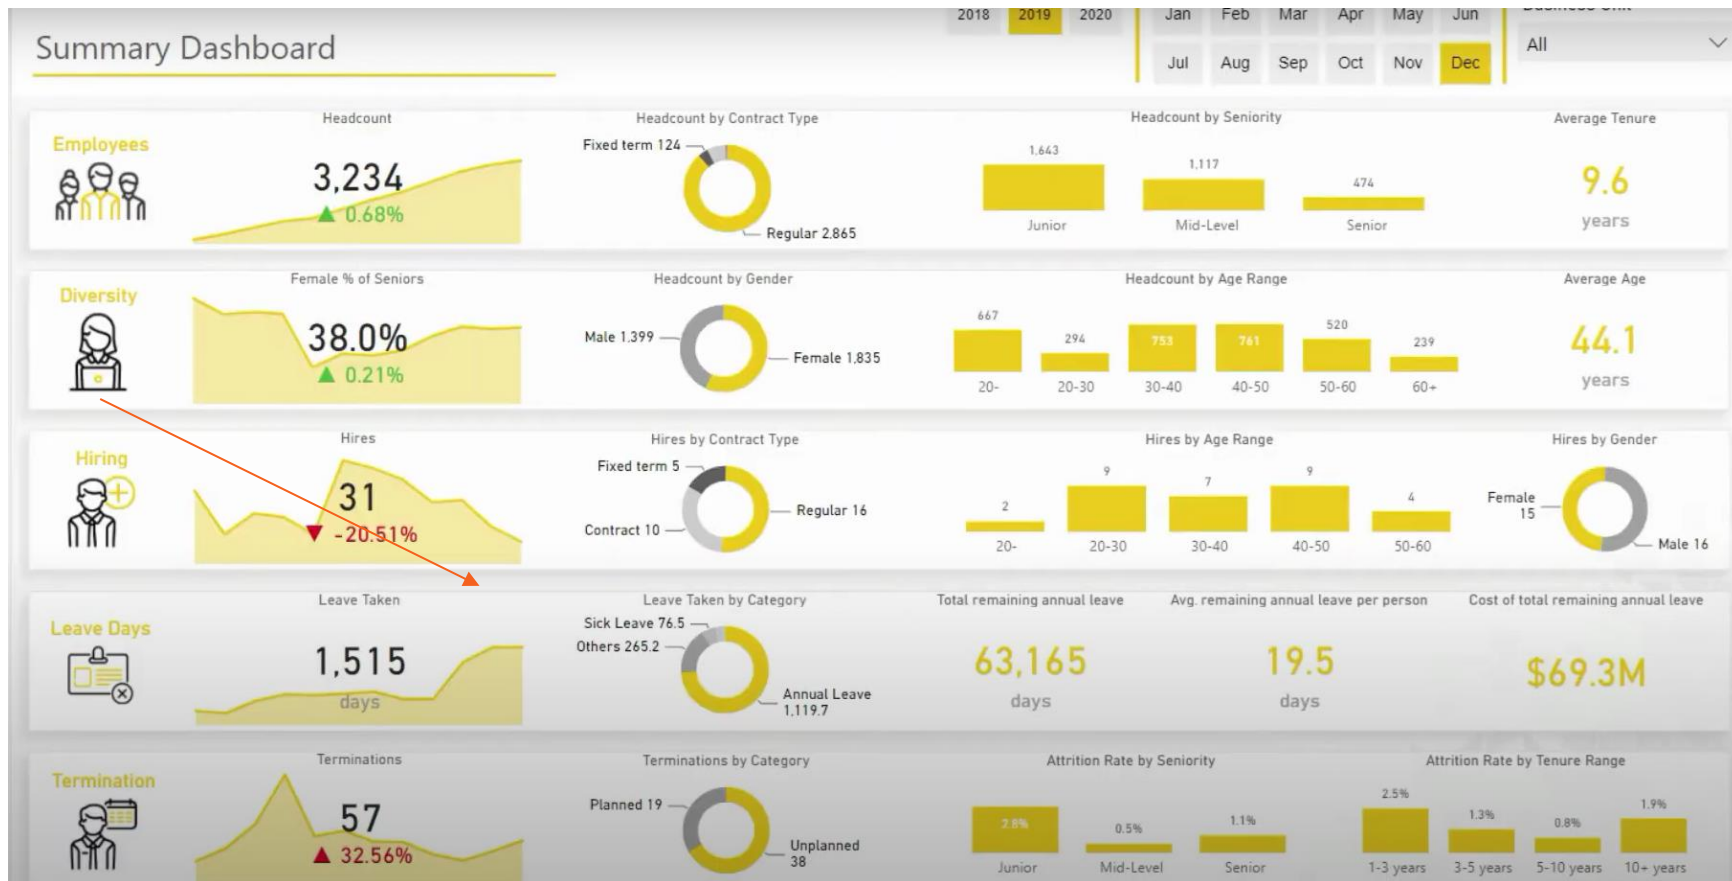 2018 2019 2020
Jan Feb Mar Apr May Jun
Business Unit
Summary Dashboard
All
Jul Aug Sep Oct Nov Dec
Employees
Headcount
3,234
▲ 0.68%
Headcount by Contract Type
Fixed term 124
Regular 2,865
Headcount by Seniority
1,643 1,117 474
Junior Mid-Level Senior
Average Tenure
9.6
years
Diversity
Female % of Seniors
38.0%
▲ 0.21%
Headcount by Gender
Male 1,399
Female 1,835
Headcount by Age Range
667 294 753 761 520 239
20- 20-30 30-40 40-50 50-60 60+
Average Age
44.1
years
Hiring
Hires
31
▼ -20.51%
Hires by Contract Type
Fixed term 5
Regular 16
Contract 10
Hires by Age Range
2 9 7 9 4
20- 20-30 30-40 40-50 50-60
Hires by Gender
Female
15
Male 16
Leave Days
Leave Taken
1,515
days
Leave Taken by Category
Sick Leave 76.5
Others 265.2
Annual Leave
1,119.7
Total remaining annual leave
63,165
days
Avg. remaining annual leave per person
19.5
days
Cost of total remaining annual leave
$69.3M
Termination
Terminations
57
▲ 32.56%
Terminations by Category
Planned 19
Unplanned
38
Attrition Rate by Seniority
2.8% 0.5% 1.1%
Junior Mid-Level Senior
Attrition Rate by Tenure Range
2.5% 1.3% 0.8% 1.9%
1-3 years 3-5 years 5-10 years 10+ years